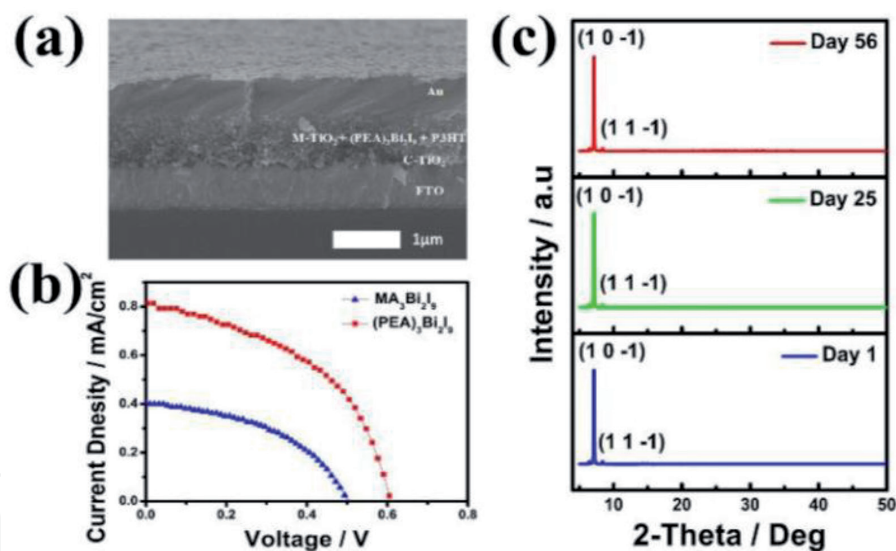 (a)
Au
M-TiO₂ + (PEA)₃Bi₂I₉ + P3HT
C-TiO₂
FTO
1μm
(b)
Current Dnesity / mA/cm²
0.8
0.6
0.4
0.2
0.0
MA₃Bi₂I₉
(PEA)₃Bi₂I₉
0.0 0.2 0.4 0.6 0.8
Voltage / V
(c)
Intensity / a.u
(1 0 -1)
Day 56
(1 1 -1)
(1 0 -1)
Day 25
(1 1 -1)
(1 0 -1)
Day 1
(1 1 -1)
10 20 30 40 50
2-Theta / Deg